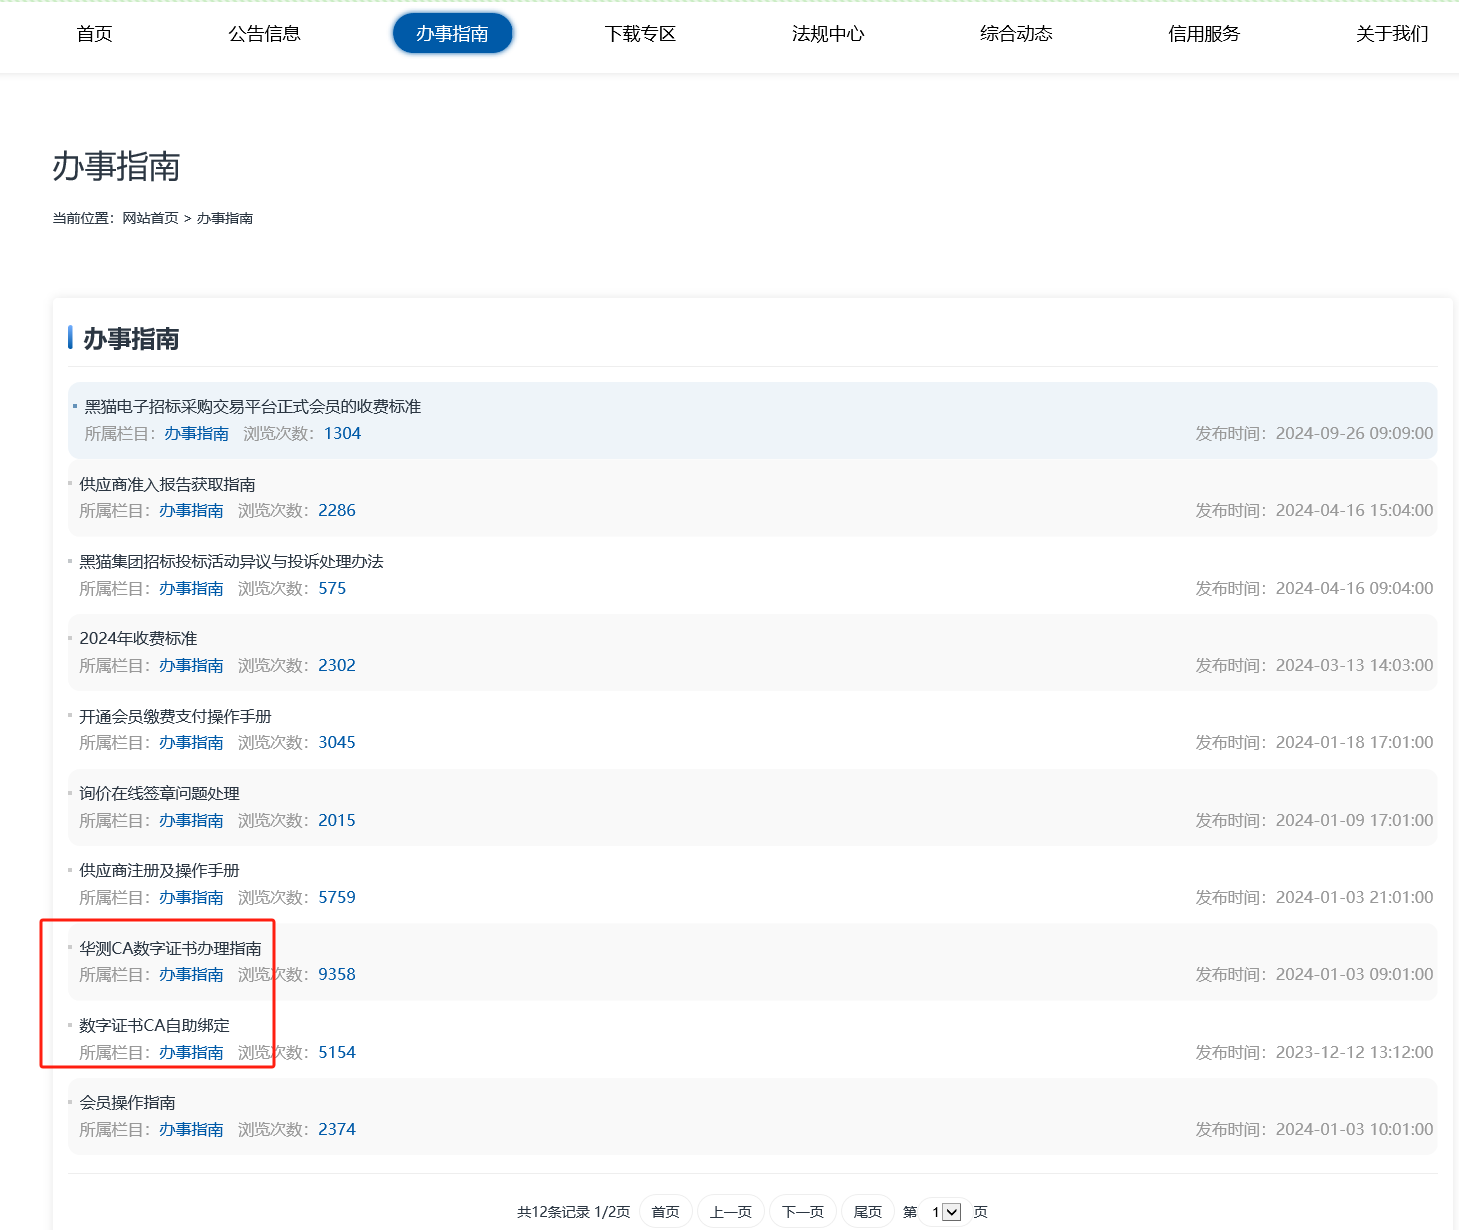 首页 公告信息 办事指南 下载专区 法规中心 综合动态 信用服务 关于我们
办事指南
当前位置：网站首页 > 办事指南
办事指南
黑猫电子招标采购交易平台正式会员的收费标准
所属栏目：办事指南 浏览次数：1304 发布时间：2024-09-26 09:09:00
供应商准入报告获取指南
所属栏目：办事指南 浏览次数：2286 发布时间：2024-04-16 15:04:00
黑猫集团招标投标活动异议与投诉处理办法
所属栏目：办事指南 浏览次数：575 发布时间：2024-04-16 09:04:00
2024年收费标准
所属栏目：办事指南 浏览次数：2302 发布时间：2024-03-13 14:03:00
开通会员缴费支付操作手册
所属栏目：办事指南 浏览次数：3045 发布时间：2024-01-18 17:01:00
询价在线签章问题处理
所属栏目：办事指南 浏览次数：2015 发布时间：2024-01-09 17:01:00
供应商注册及操作手册
所属栏目：办事指南 浏览次数：5759 发布时间：2024-01-03 21:01:00
华测CA数字证书办理指南
所属栏目：办事指南 浏览次数：9358 发布时间：2024-01-03 09:01:00
数字证书CA自助绑定
所属栏目：办事指南 浏览次数：5154 发布时间：2023-12-12 13:12:00
会员操作指南
所属栏目：办事指南 浏览次数：2374 发布时间：2024-01-03 10:01:00
共12条记录 1/2页 首页 上一页 下一页 尾页 第 1 页